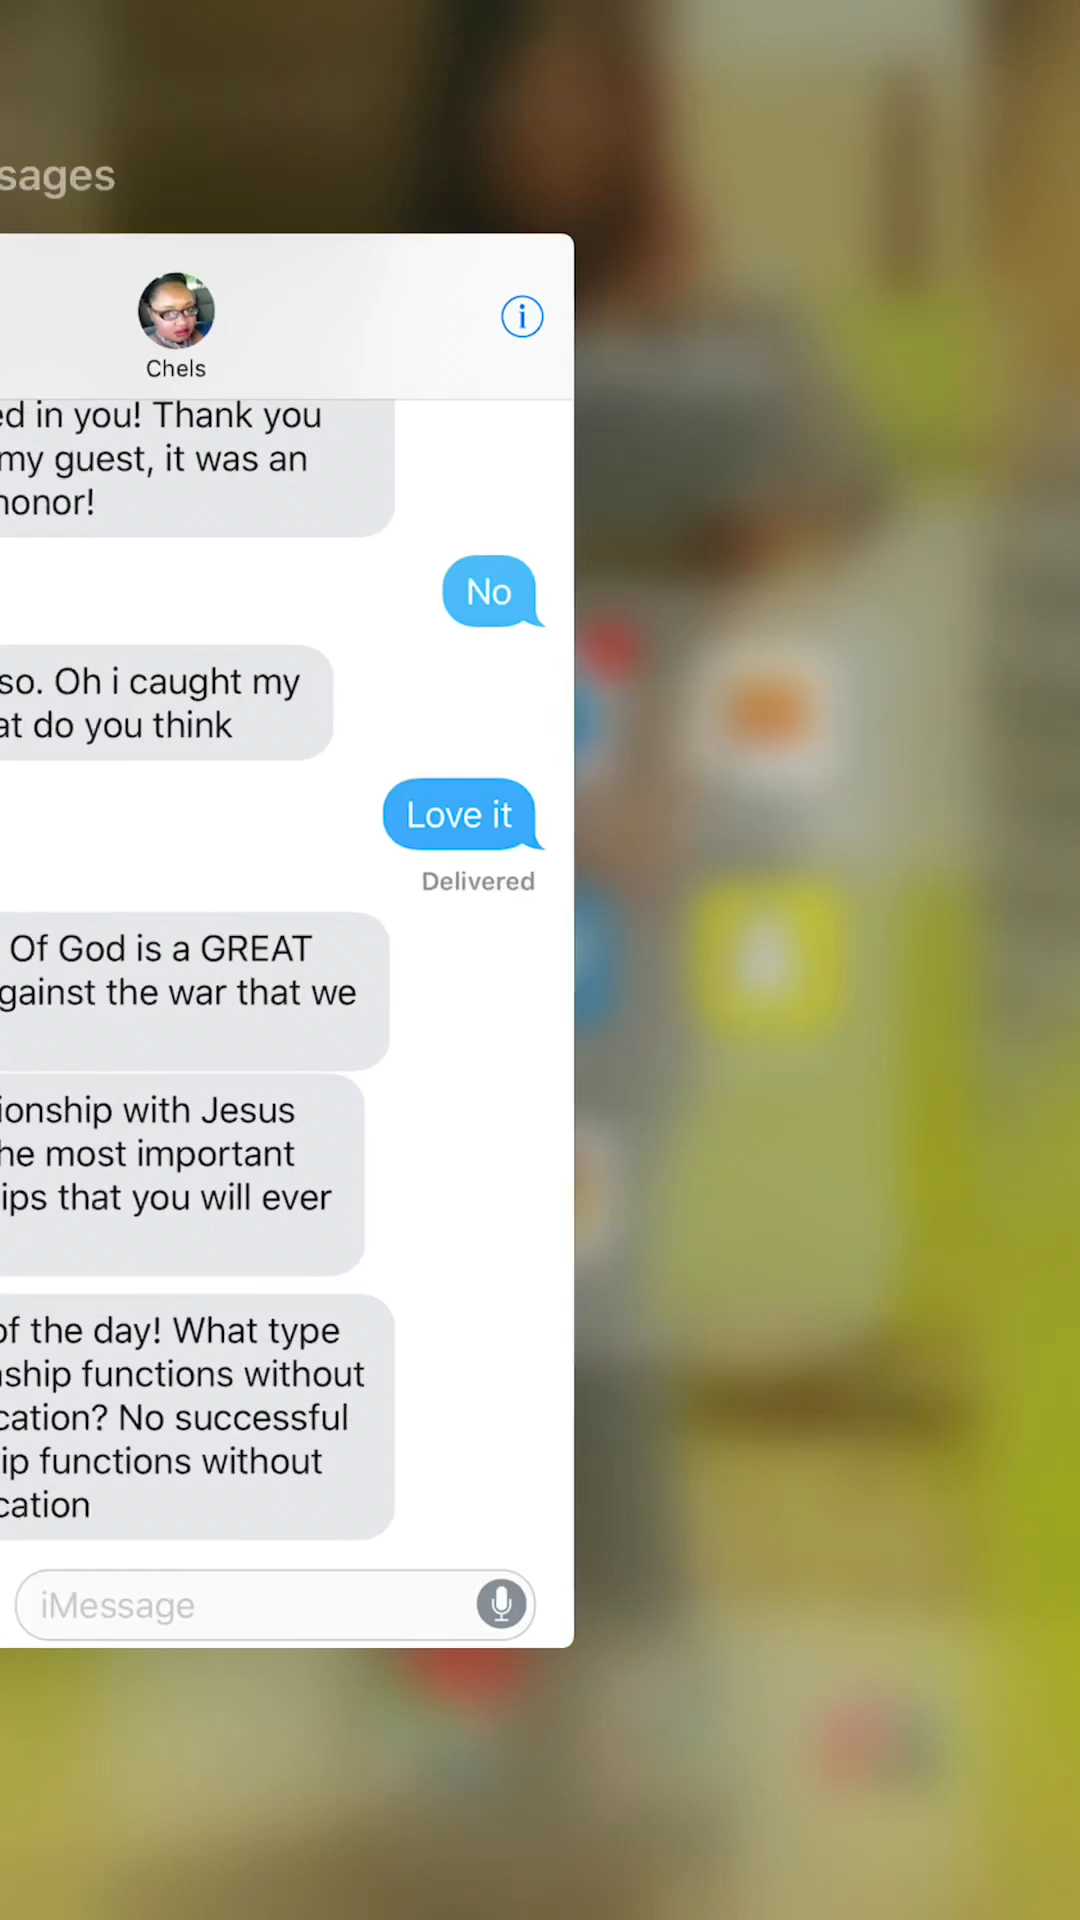 sages
Chels
ed in you! Thank you
my guest, it was an
honor!
No
so. Oh i caught my
at do you think
Love it
Delivered
Of God is a GREAT
gainst the war that we
ionship with Jesus
he most important
ips that you will ever
of the day! What type
ship functions without
cation? No successful
ip functions without
cation
iMessage